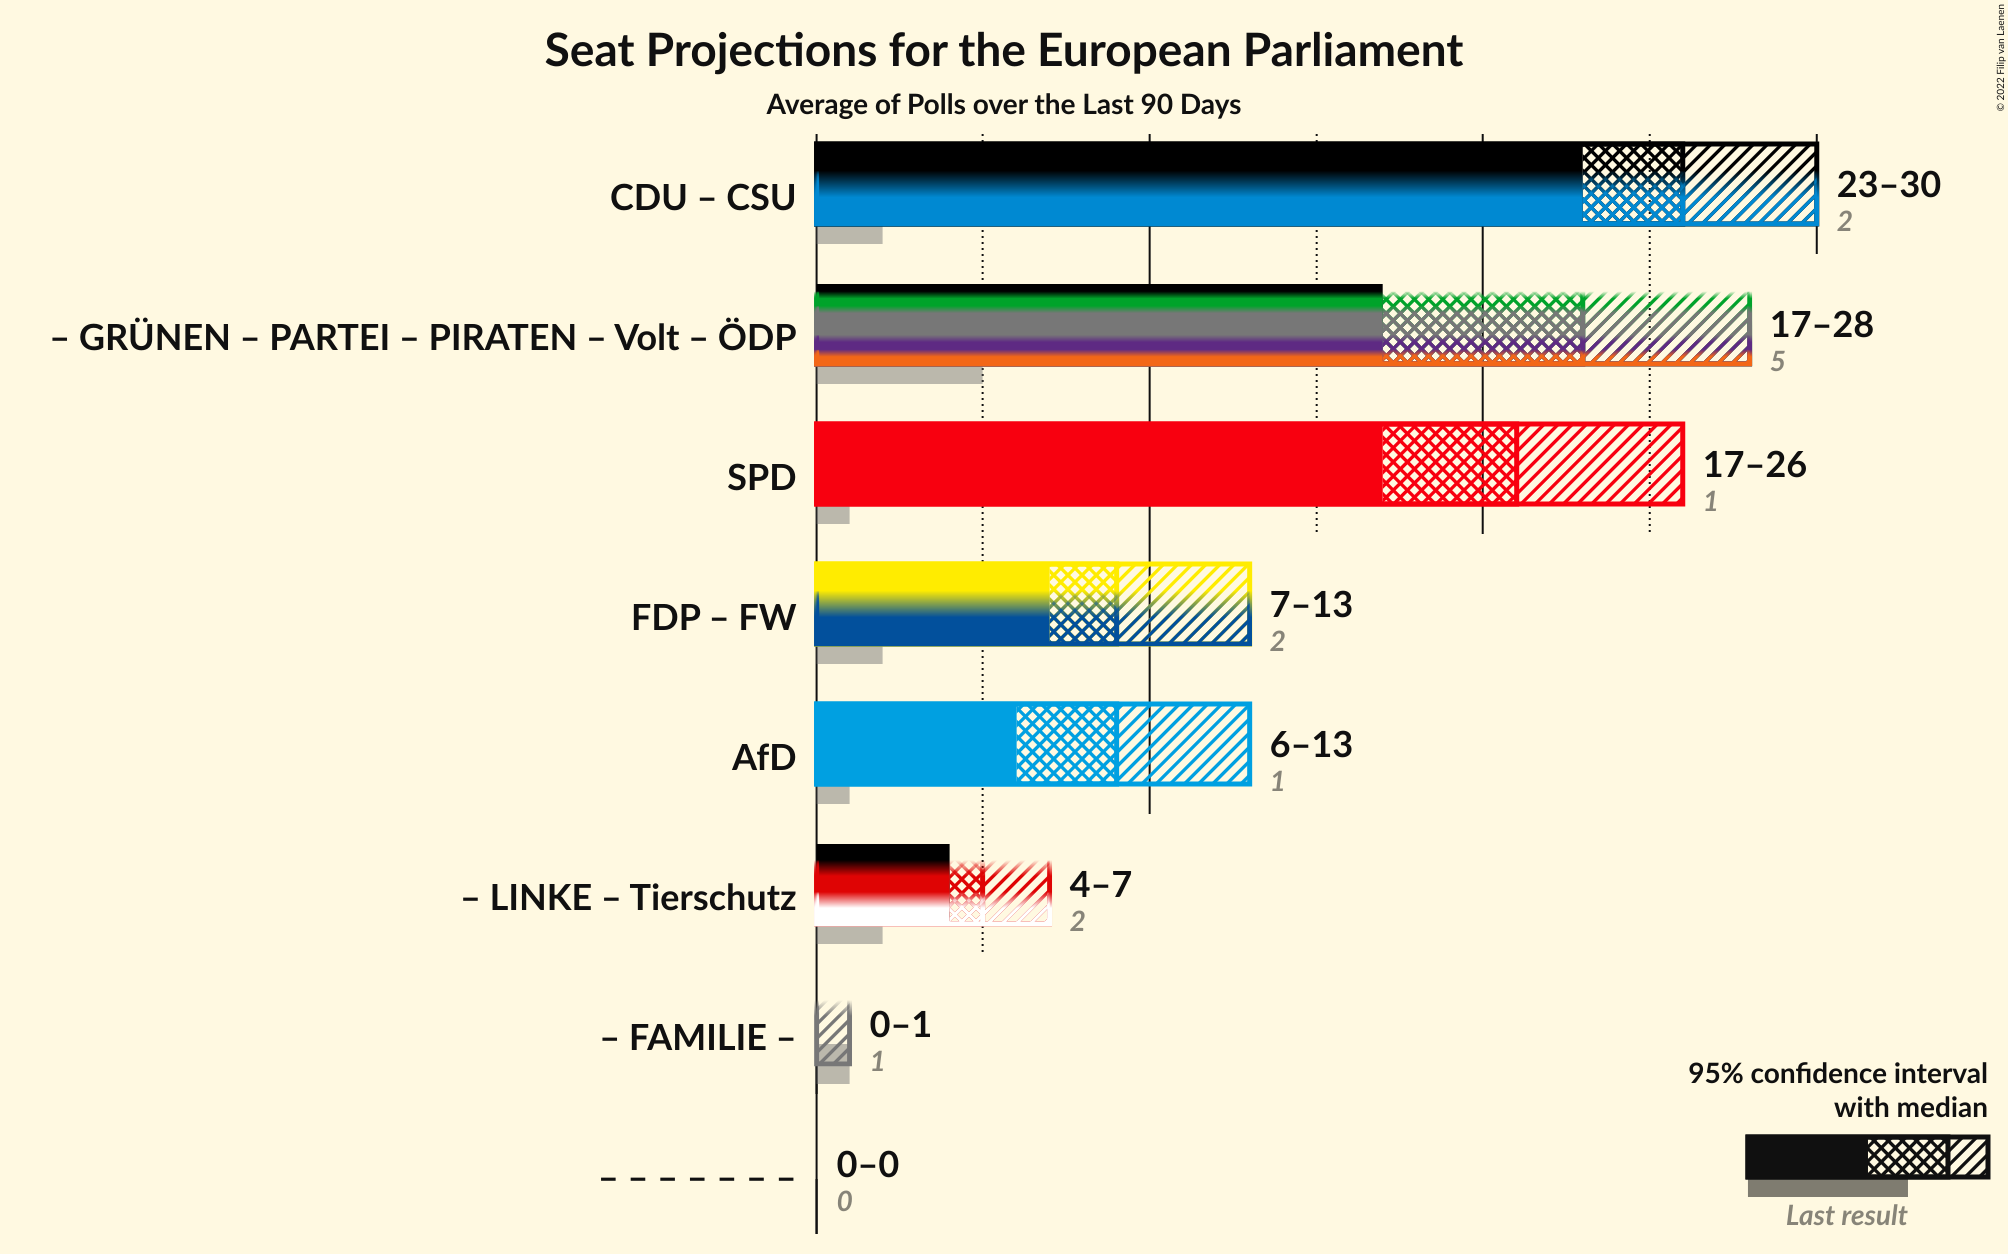 Seat Projections for the European Parliament
Average of Polls over the Last 90 Days
© 2022 Filip van Laenen
CDU – CSU
23–30
2
– GRÜNEN – PARTEI – PIRATEN – Volt – ÖDP
17–28
5
SPD
17–26
1
FDP – FW
7–13
2
AfD
6–13
1
– LINKE – Tierschutz
4–7
2
– FAMILIE –
0–1
1
– – – – – – –
0–0
0
95% confidence interval
with median
Last result